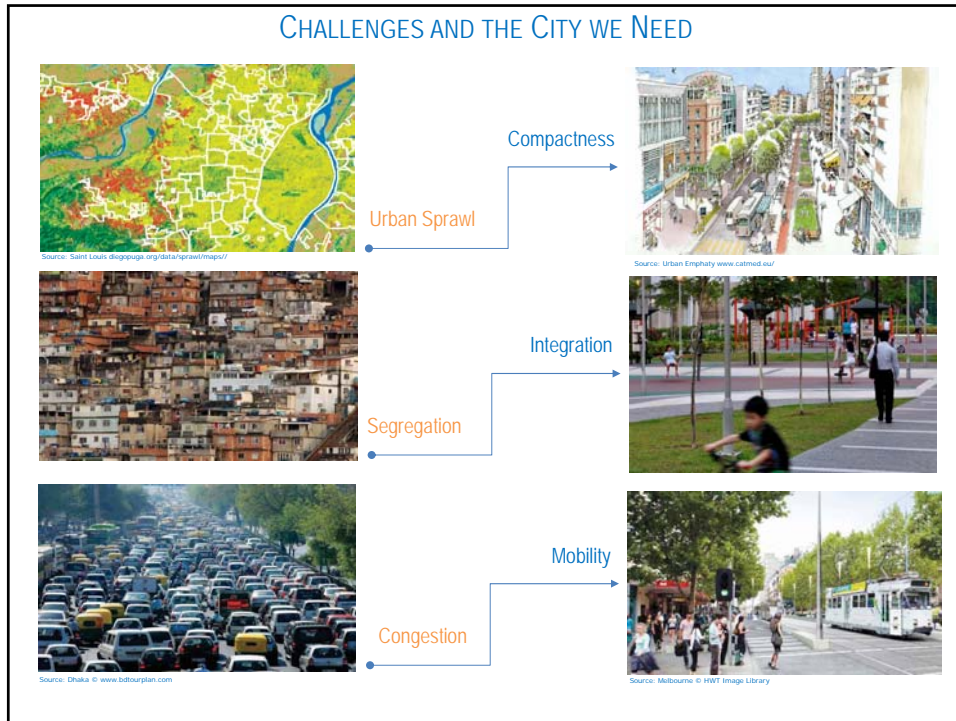 CHALLENGES AND THE CITY WE NEED
Compactness
Urban Sprawl
Source: Saint Louis diegopuga.org/data/sprawl/maps//
Source: Urban Emphaty www.catmed.eu/
Integration
Segregation
Mobility
Congestion
Source: Dhaka © www.bdtourplan.com
Source: Melbourne © HWT Image Library